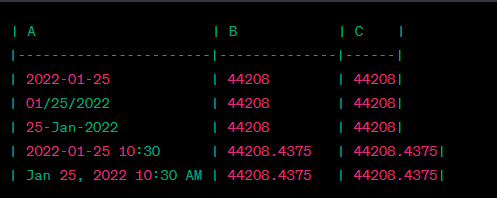 | A | B | C |
|-----------------------|--------------|------|
| 2022-01-25 | 44208 | 44208|
| 01/25/2022 | 44208 | 44208|
| 25-Jan-2022 | 44208 | 44208|
| 2022-01-25 10:30 | 44208.4375 | 44208.4375|
| Jan 25, 2022 10:30 AM | 44208.4375 | 44208.4375|